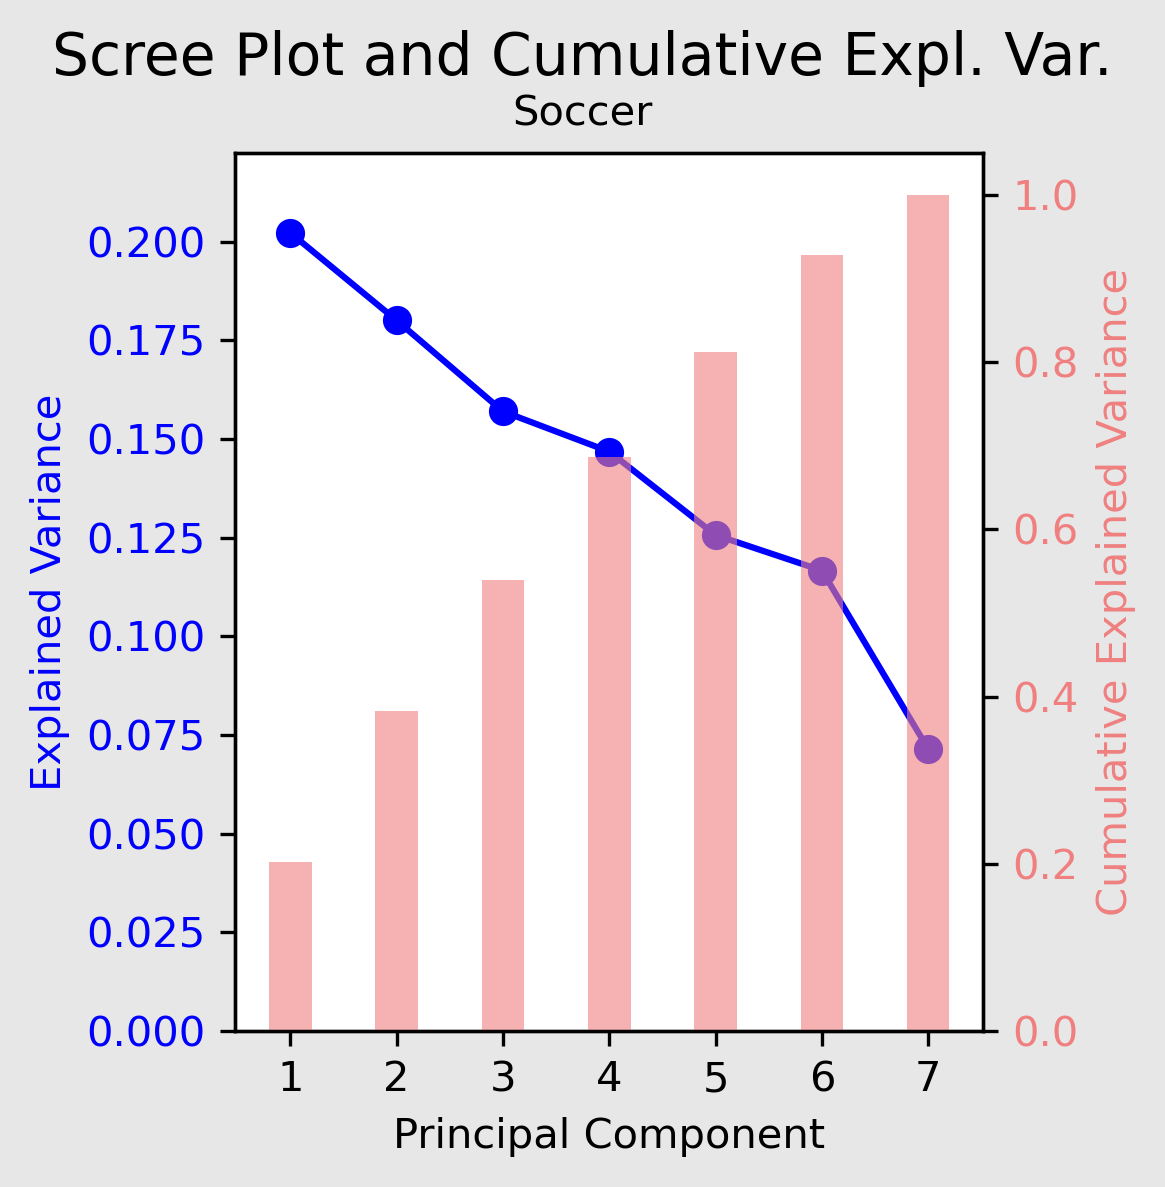 Scree Plot and Cumulative Expl. Var.
Soccer
Explained Variance
0.200
0.175
0.150
0.125
0.100
0.075
0.050
0.025
0.000
1.0
0.8
0.6
0.4
0.2
0.0
Cumulative Explained Variance
1 2 3 4 5 6 7
Principal Component